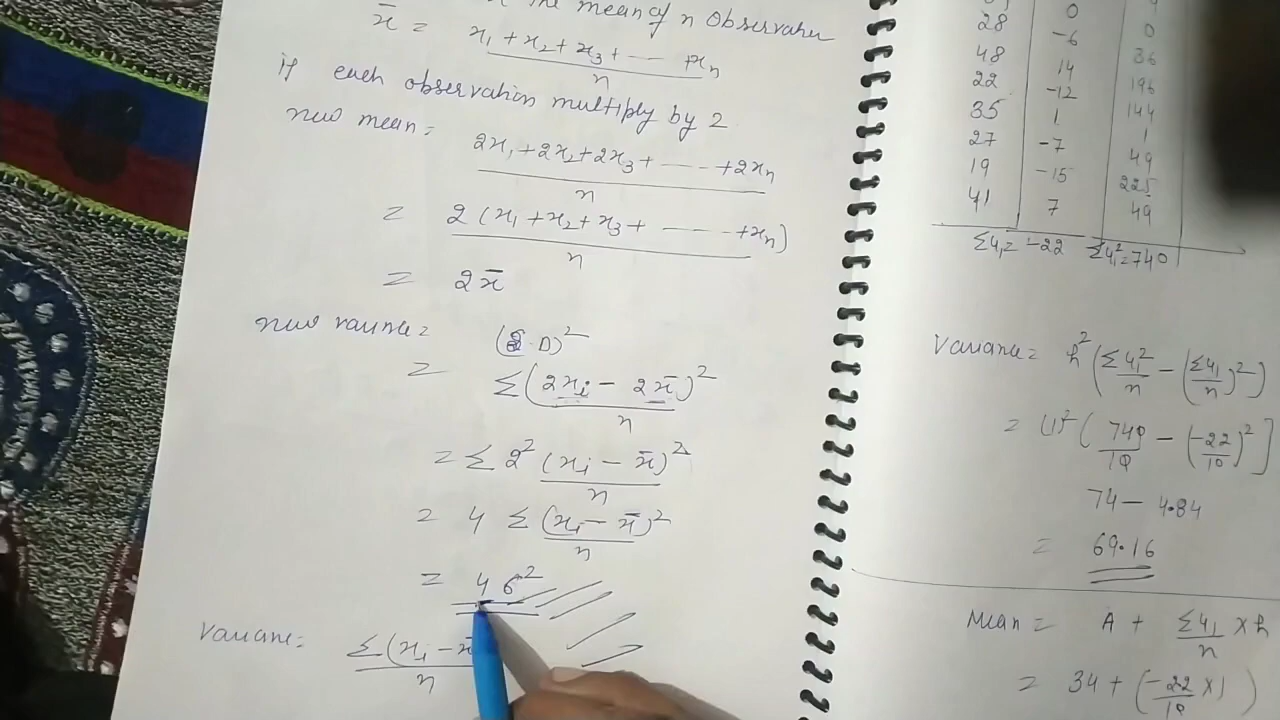 the mean of n Observation
x̄ = x₁ + x₂ + x₃ + --- + xₙ / n
if each observation multiply by 2
new mean = 2x₁ + 2x₂ + 2x₃ + ---- + 2xₙ / n
= 2 (x₁ + x₂ + x₃ + ---- + xₙ) / n
= 2x̄
new variance = (S.D)²
= Σ(2xᵢ - 2x̄)² / n
= Σ 2² (xᵢ - x̄)² / n
= 4 Σ (xᵢ - x̄)² / n
= 4 σ²
Variance = Σ(xᵢ - x̄ / n
28 0 0
48 -6 36
22 14 196
35 -12 144
27 1 1
19 -7 49
41 -15 225
7 49
Σu₁ = -22 Σu₁² = 740
Variance = h² (Σu₁² / n - (Σu₁ / n)²)
= (1)² ( 740 / 10 - (-22 / 10)² ]
74 - 4.84
= 69.16
Mean = A + Σu₁ / n × h
= 34 + (-22 / 10 × 1)